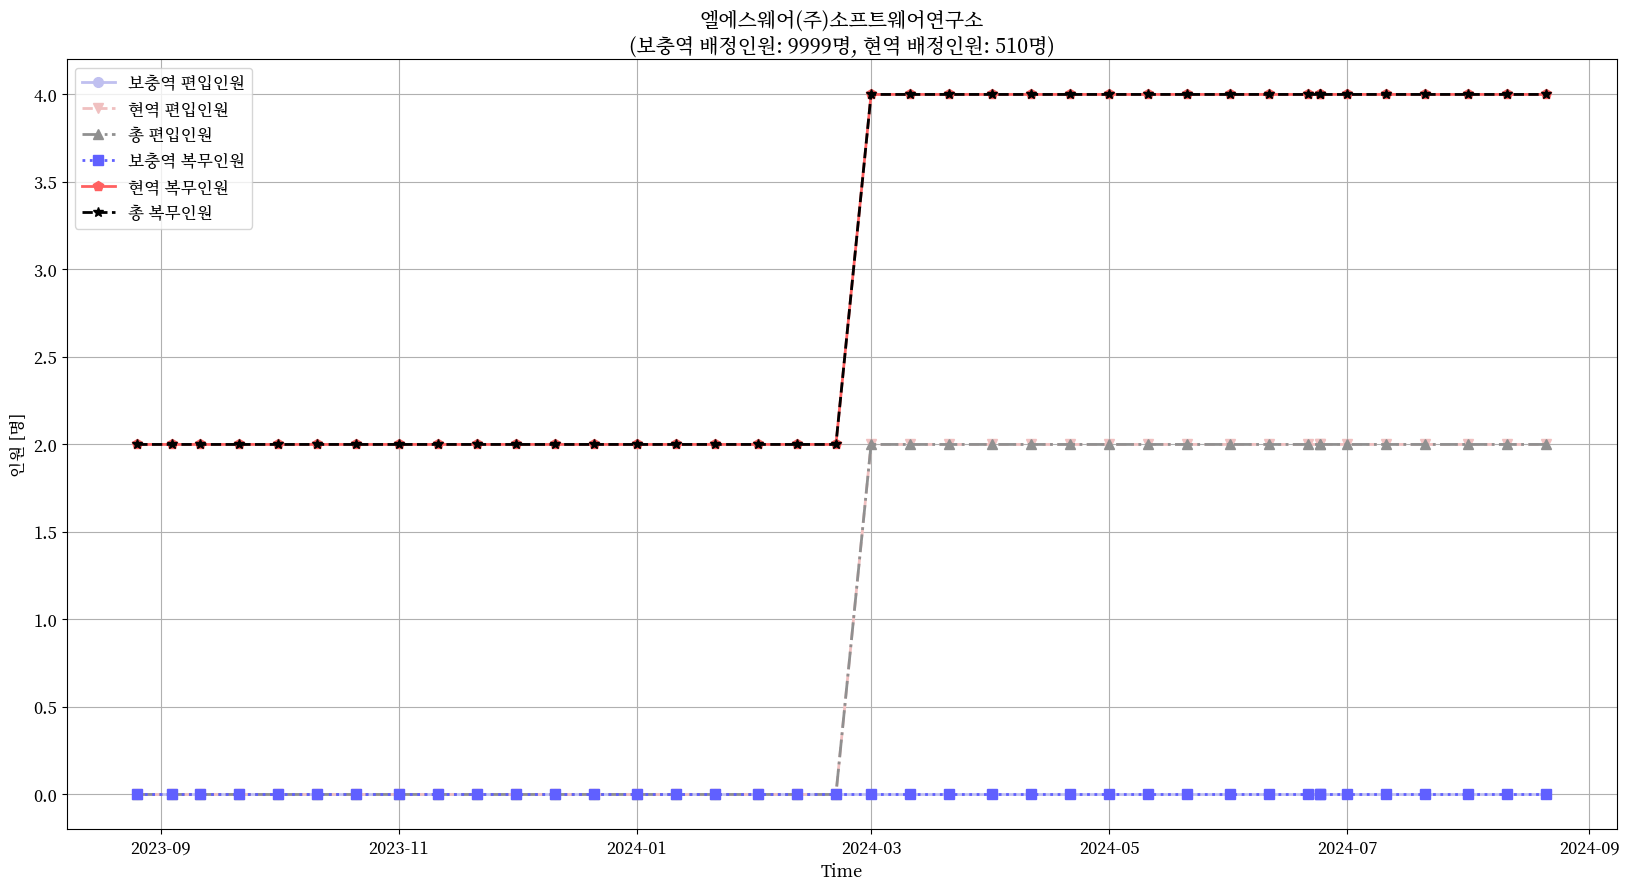 엘에스웨어(주)소프트웨어연구소
(보충역 배정인원: 9999명, 현역 배정인원: 510명)
보충역 편입인원
현역 편입인원
총 편입인원
보충역 복무인원
현역 복무인원
총 복무인원
4.0
3.5
3.0
2.5
2.0
1.5
1.0
0.5
0.0
인원 [명]
2023-09 2023-11 2024-01 2024-03 2024-05 2024-07 2024-09
Time